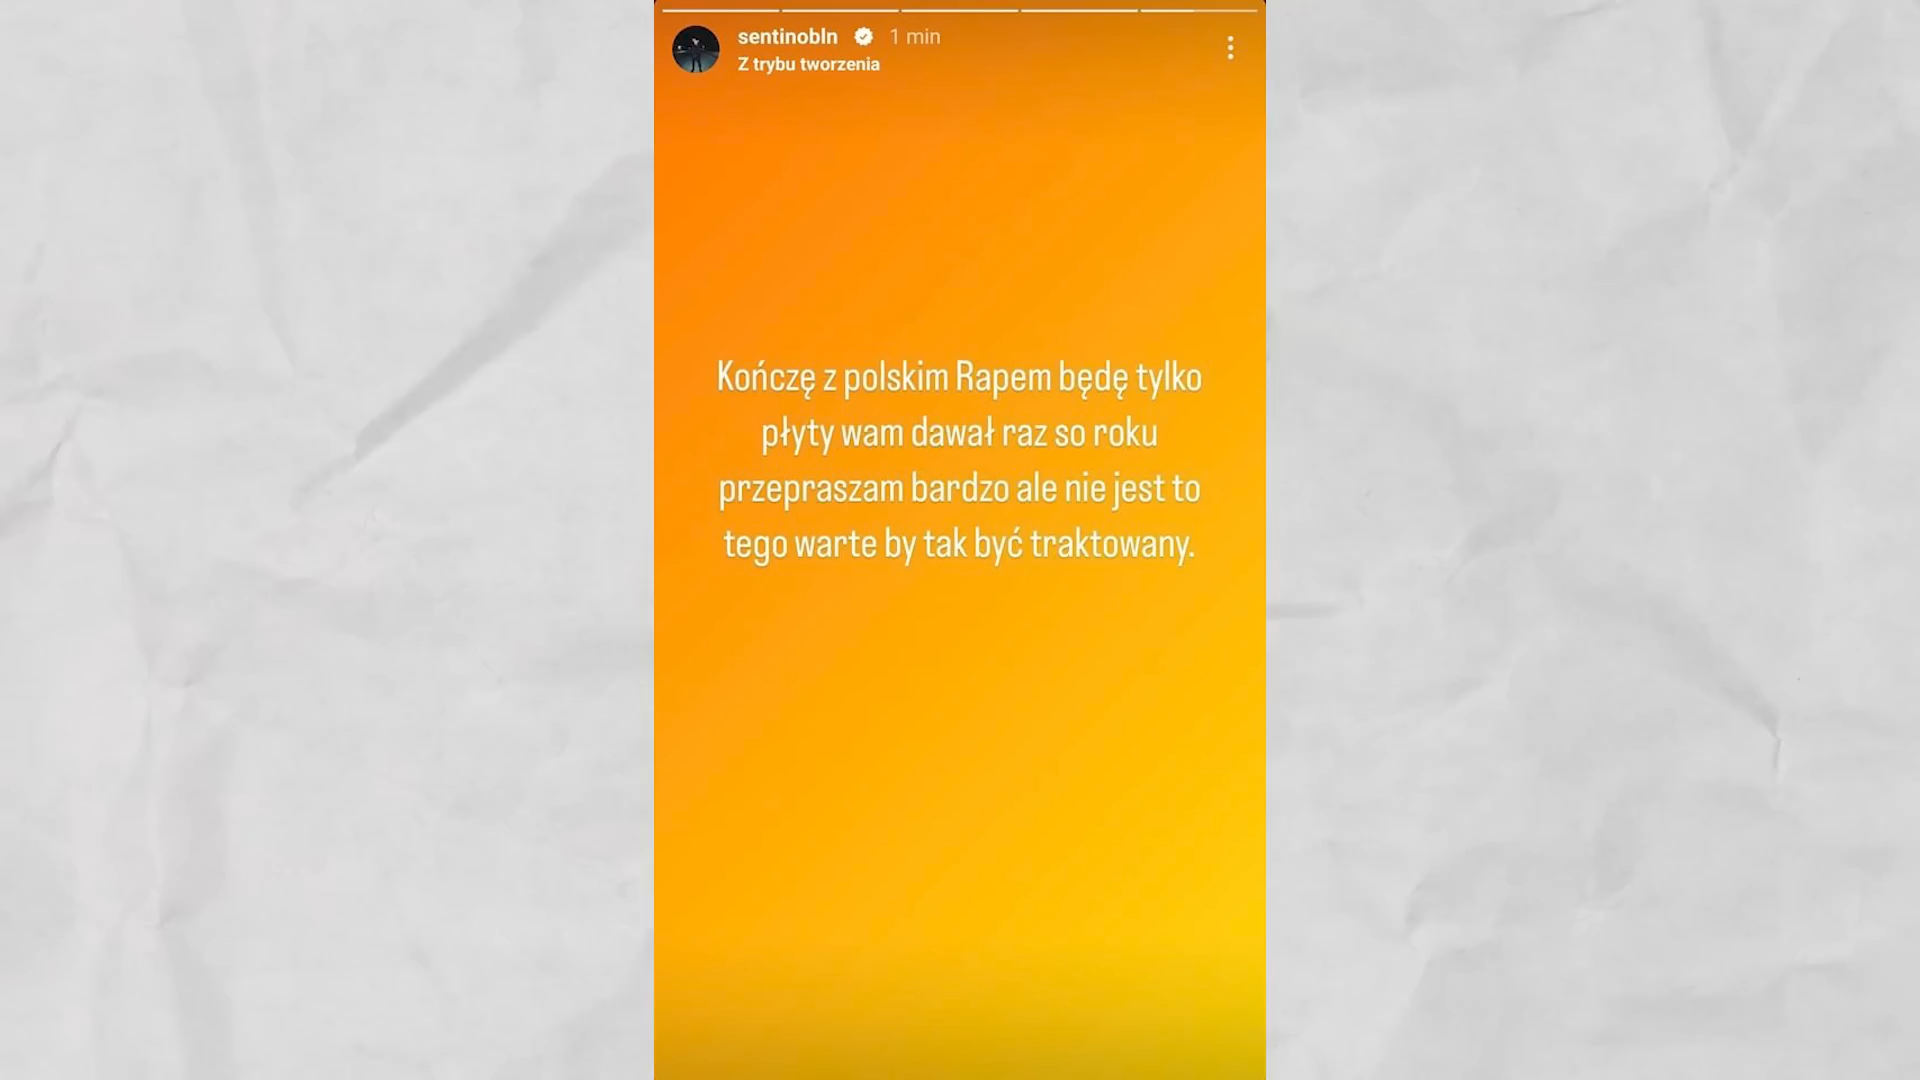 sentinobln 1 min
Z trybu tworzenia
Kończę z polskim Rapem będę tylko
płyty wam dawał raz so roku
przepraszam bardzo ale nie jest to
tego warte by tak być traktowany.